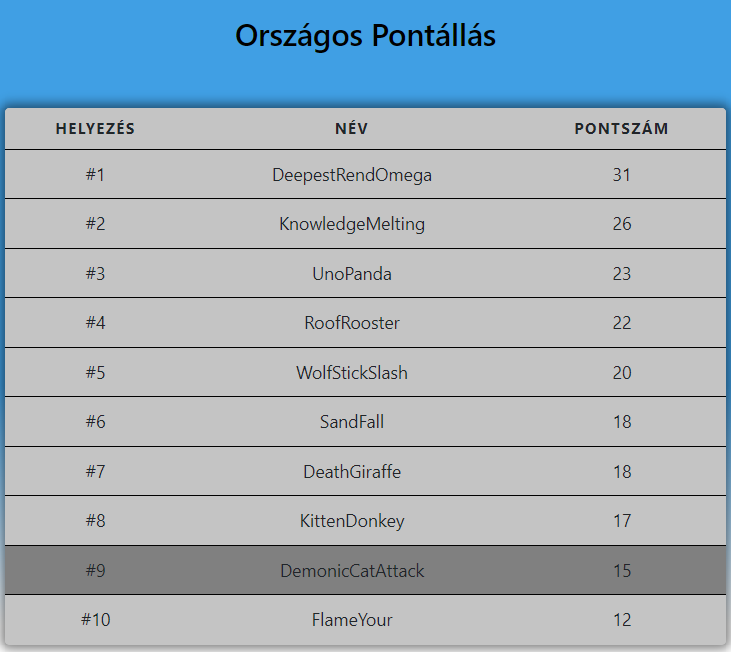 Országos Pontállás
HELYEZÉS NÉV PONTSZÁM
#1 DeepestRendOmega 31
#2 KnowledgeMelting 26
#3 UnoPanda 23
#4 RoofRooster 22
#5 WolfStickSlash 20
#6 SandFall 18
#7 DeathGiraffe 18
#8 KittenDonkey 17
#9 DemonicCatAttack 15
#10 FlameYour 12